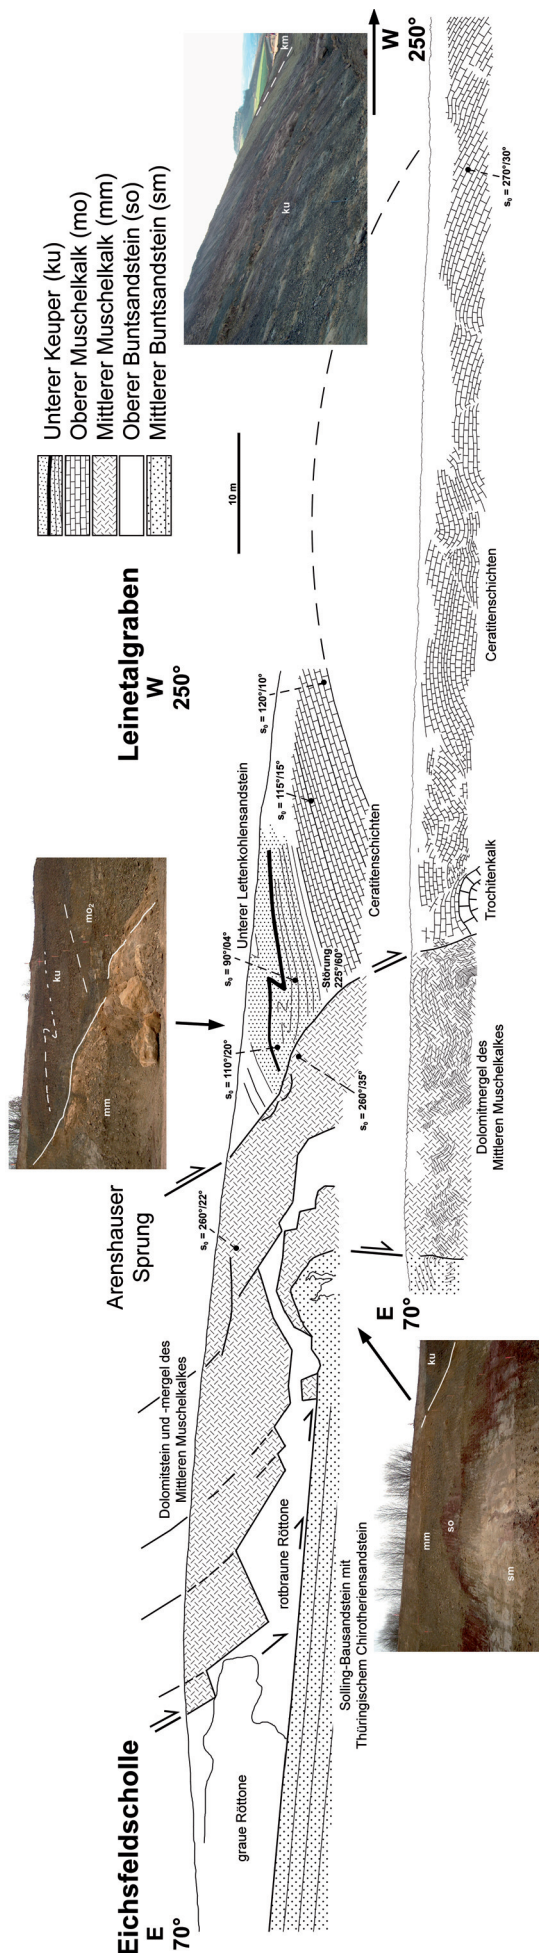 Eichsfeldscholle
E
70°
Leinetalgraben
W
250°
Unterer Keuper (ku)
Oberer Muschelkalk (mo)
Mittlerer Muschelkalk (mm)
Oberer Buntsandstein (so)
Mittlerer Buntsandstein (sm)
10 m
W
250°
km
ku
ku
mo₂
mm
Arenshauser
Sprung
Dolomitstein und -mergel des
Mittleren Muschelkalkes
s₀ = 260°/22°
s₀ = 110°/20°
s₀ = 90°/04°
Unterer Lettenkohlensandstein
s₀ = 115°/15°
s₀ = 120°/10°
Störung
225°/60°
s₀ = 260°/35°
Ceratitenschichten
graue Röttone
rotbraune Röttone
Solling-Bausandstein mit
Thüringischem Chirotheriensandstein
mm
so
sm
ku
E
70°
Dolomitmergel des
Mittleren Muschelkalkes
Trochitenkalk
Ceratitenschichten
s₀ = 270°/30°